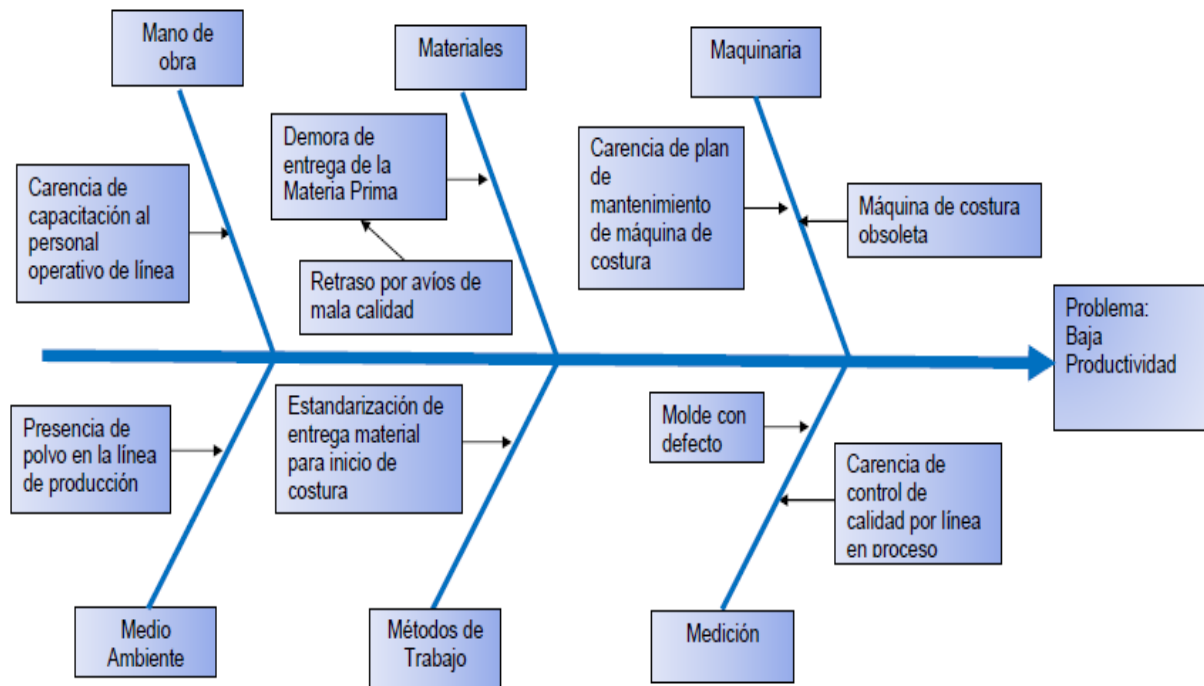 Mano de
obra
Materiales
Maquinaria
Demora de
entrega de la
Materia Prima
Carencia de plan
de
mantenimiento
de máquina de
costura
Carencia de
capacitación al
personal
operativo de línea
Máquina de costura
obsoleta
Retraso por avíos de
mala calidad
Problema:
Baja
Productividad
Presencia de
polvo en la línea
de producción
Estandarización de
entrega material
para inicio de
costura
Molde con
defecto
Carencia de
control de
calidad por línea
en proceso
Medio
Ambiente
Métodos de
Trabajo
Medición